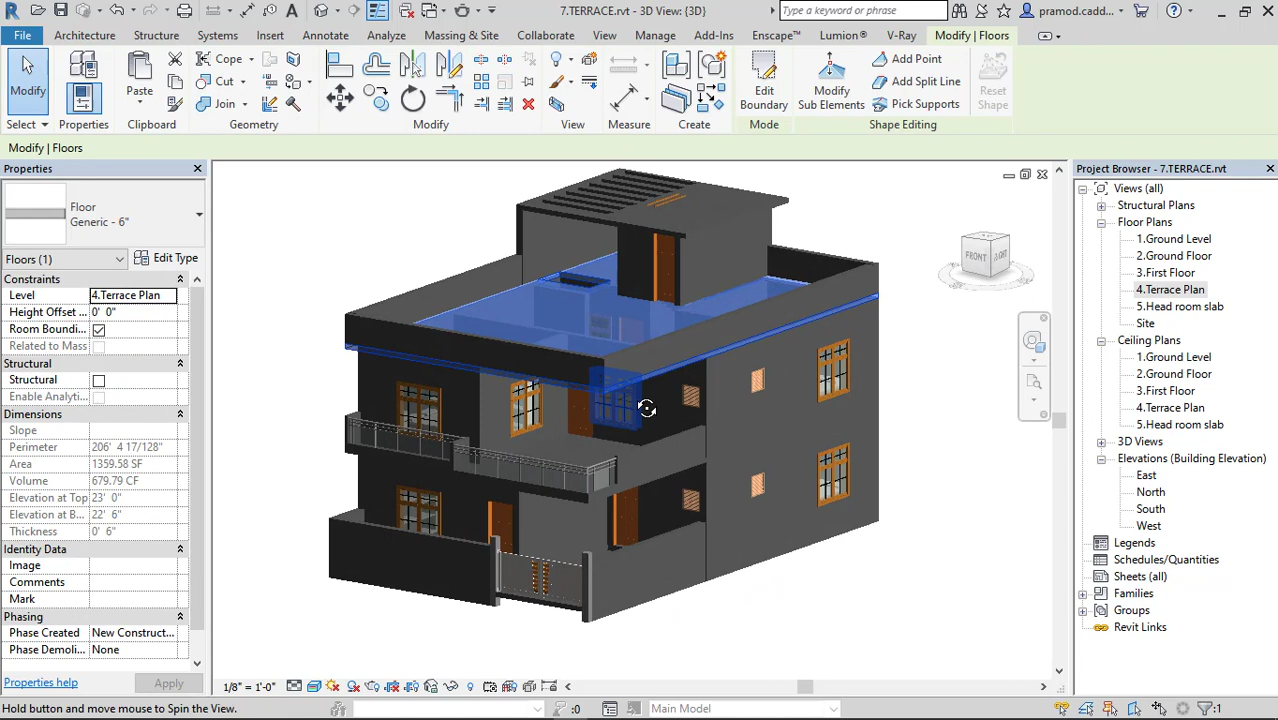 7.TERRACE.rvt - 3D View: {3D}
Type a keyword or phrase
pramod.cadd...
File Architecture Structure Systems Insert Annotate Analyze Massing & Site Collaborate View Manage Add-Ins Enscape™ Lumion® V-Ray Modify | Floors
Modify
Select
Properties
Paste
Clipboard
Cope
Cut
Join
Geometry
Modify
View
Measure
Create
Edit
Boundary
Mode
Modify
Sub Elements
Add Point
Add Split Line
Pick Supports
Reset
Shape
Shape Editing
Modify | Floors
Properties
Floor
Generic - 6"
Floors (1)
Edit Type
Constraints
Level 4.Terrace Plan
Height Offset ... 0' 0"
Room Boundi...
Related to Mass
Structural
Structural
Enable Analyti...
Dimensions
Slope
Perimeter 206' 4 17/128"
Area 1359.58 SF
Volume 679.79 CF
Elevation at Top 23' 0"
Elevation at B... 22' 6"
Thickness 0' 6"
Identity Data
Image
Comments
Mark
Phasing
Phase Created New Construct...
Phase Demoli... None
Properties help
Apply
FRONT
RIGHT
Project Browser - 7.TERRACE.rvt
Views (all)
Structural Plans
Floor Plans
1.Ground Level
2.Ground Level
3.First Floor
4.Terrace Plan
5.Head room slab
Site
Ceiling Plans
1.Ground Level
2.Ground Level
3.First Floor
4.Terrace Plan
5.Head room slab
3D Views
Elevations (Building Elevation)
East
North
South
West
Legends
Schedules/Quantities
Sheets (all)
Families
Groups
Revit Links
1/8" = 1'-0"
Hold button and move mouse to Spin the View.
:0
Main Model
:1